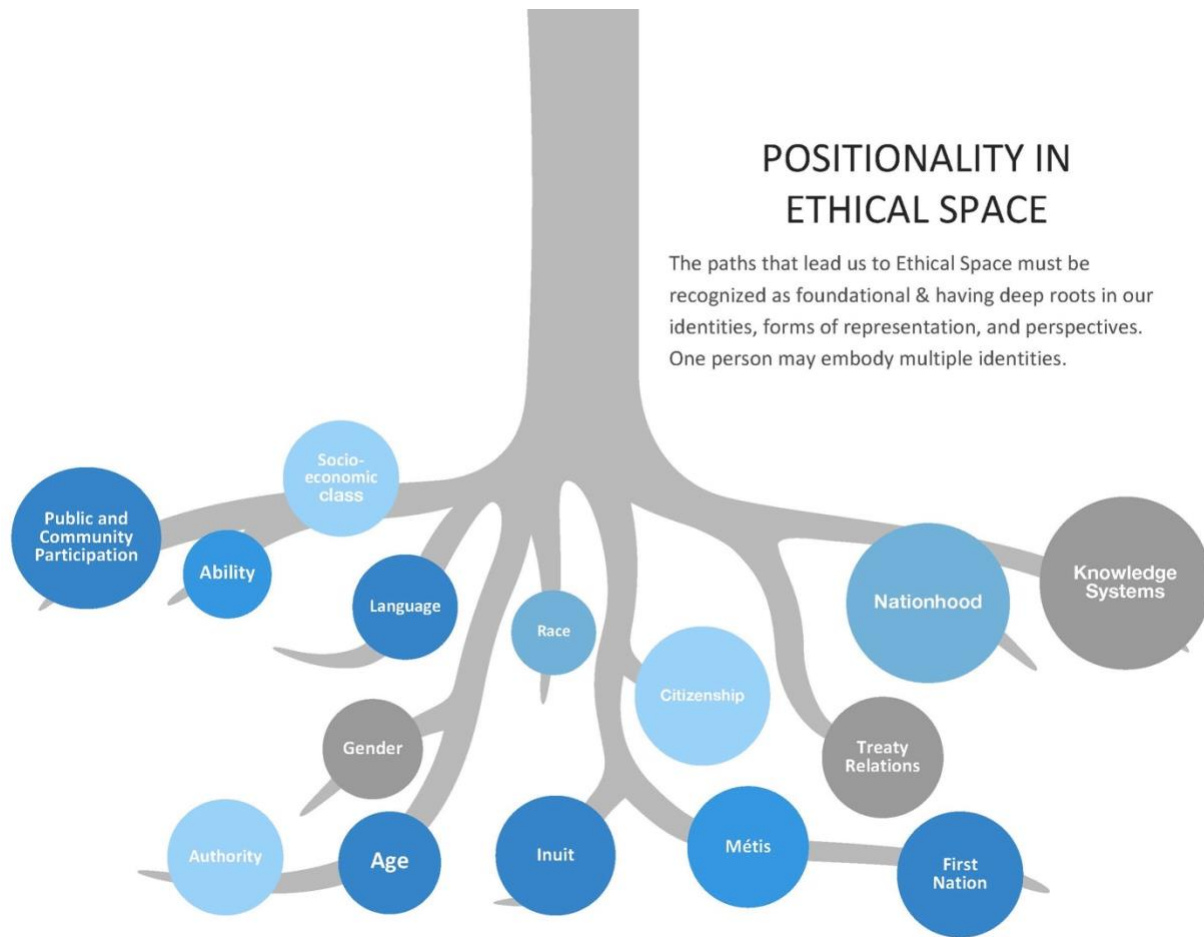 POSITIONALITY IN
ETHICAL SPACE
The paths that lead us to Ethical Space must be
recognized as foundational & having deep roots in our
identities, forms of representation, and perspectives.
One person may embody multiple identities.
Socio-
economic
class
Public and
Community
Participation
Ability
Language
Race
Nationhood
Knowledge
Systems
Citizenship
Gender
Treaty
Relations
Authority
Age
Inuit
Métis
First
Nation